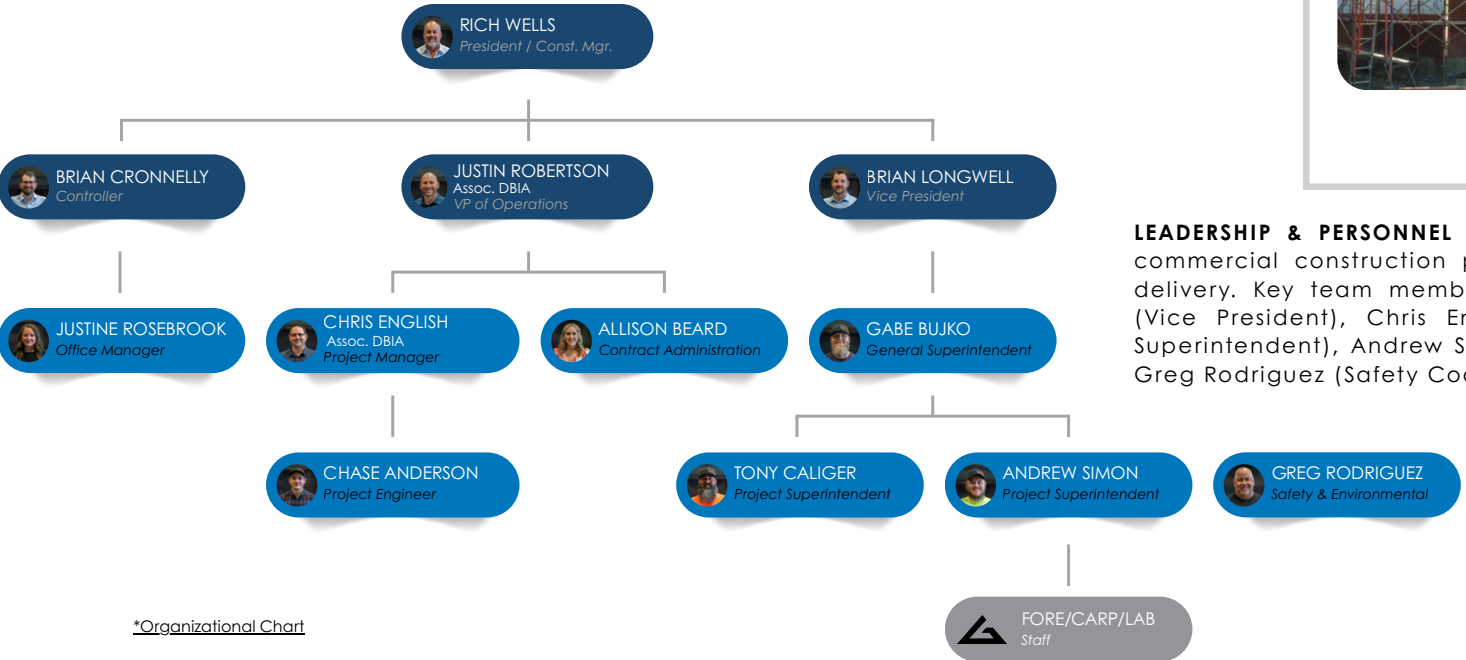 RICH WELLS
President / Const. Mgr.
BRIAN CRONNELLY
Controller
JUSTIN ROBERTSON
Assoc. DBIA
VP of Operations
BRIAN LONGWELL
Vice President
JUSTINE ROSEBROOK
Office Manager
CHRIS ENGLISH
Assoc. DBIA
Project Manager
ALLISON BEARD
Contract Administration
GABE BUJKO
General Superintendent
CHASE ANDERSON
Project Engineer
TONY CALIGER
Project Superintendent
ANDREW SIMON
Project Superintendent
GREG RODRIGUEZ
Safety & Environmental
FORE/CARP/LAB
Staff
*Organizational Chart
LEADERSHIP & PERSONNEL
commercial construction
delivery. Key team
(Vice President), Chris
Superintendent), Andrew
Greg Rodriguez (Safety